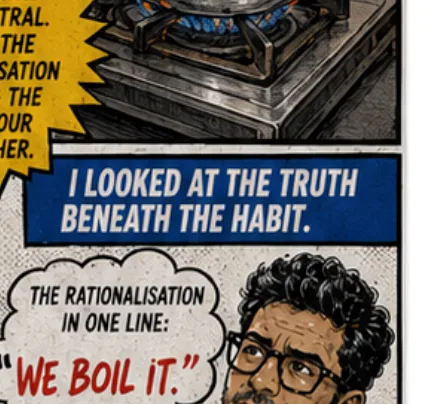 TRAL.
THE
SATION
THE
OUR
HER.
I LOOKED AT THE TRUTH
BENEATH THE HABIT.
THE RATIONALISATION
IN ONE LINE:
"WE BOIL iT."